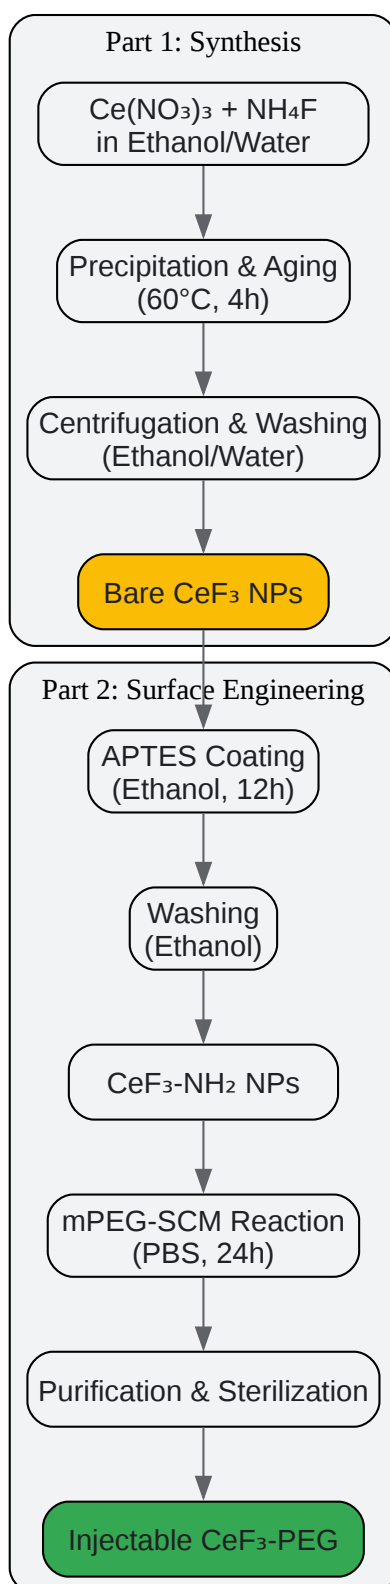 Part 1: Synthesis
Ce(NO₃)₃ + NH₄F
in Ethanol/Water
Precipitation & Aging
(60°C, 4h)
Centrifugation & Washing
(Ethanol/Water)
Bare CeF₃ NPs
Part 2: Surface Engineering
APTES Coating
(Ethanol, 12h)
Washing
(Ethanol)
CeF₃-NH₂ NPs
mPEG-SCM Reaction
(PBS, 24h)
Purification & Sterilization
Injectable CeF₃-PEG